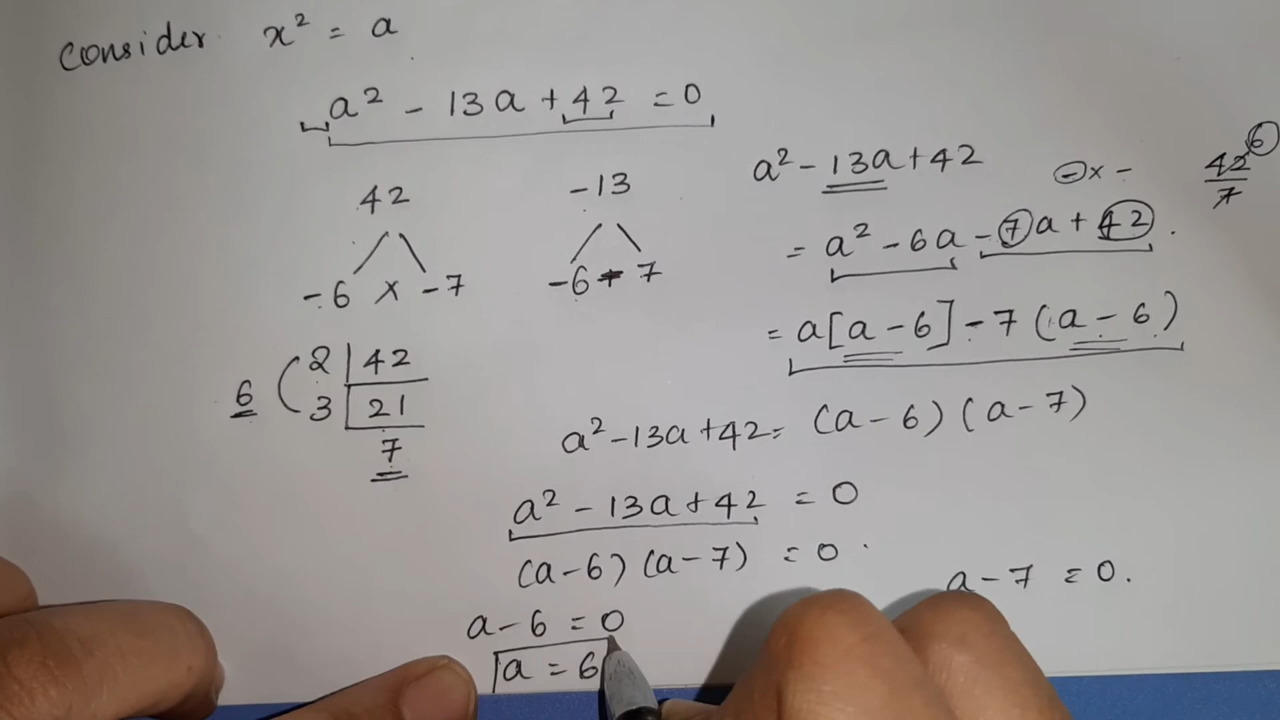 Consider x² = a
a² - 13a + 42 = 0
42
-6 x -7
-13
-6 - 7
6 ( 2 | 42
3 | 21
7
a² - 13a + 42
- x -
42 6
7
= a² - 6a - 7a + 42.
= a[a - 6] - 7 (a - 6)
a² - 13a + 42 = (a - 6) (a - 7)
a² - 13a + 42 = 0
(a - 6) (a - 7) = 0.
a - 6 = 0
a = 6
a - 7 = 0.